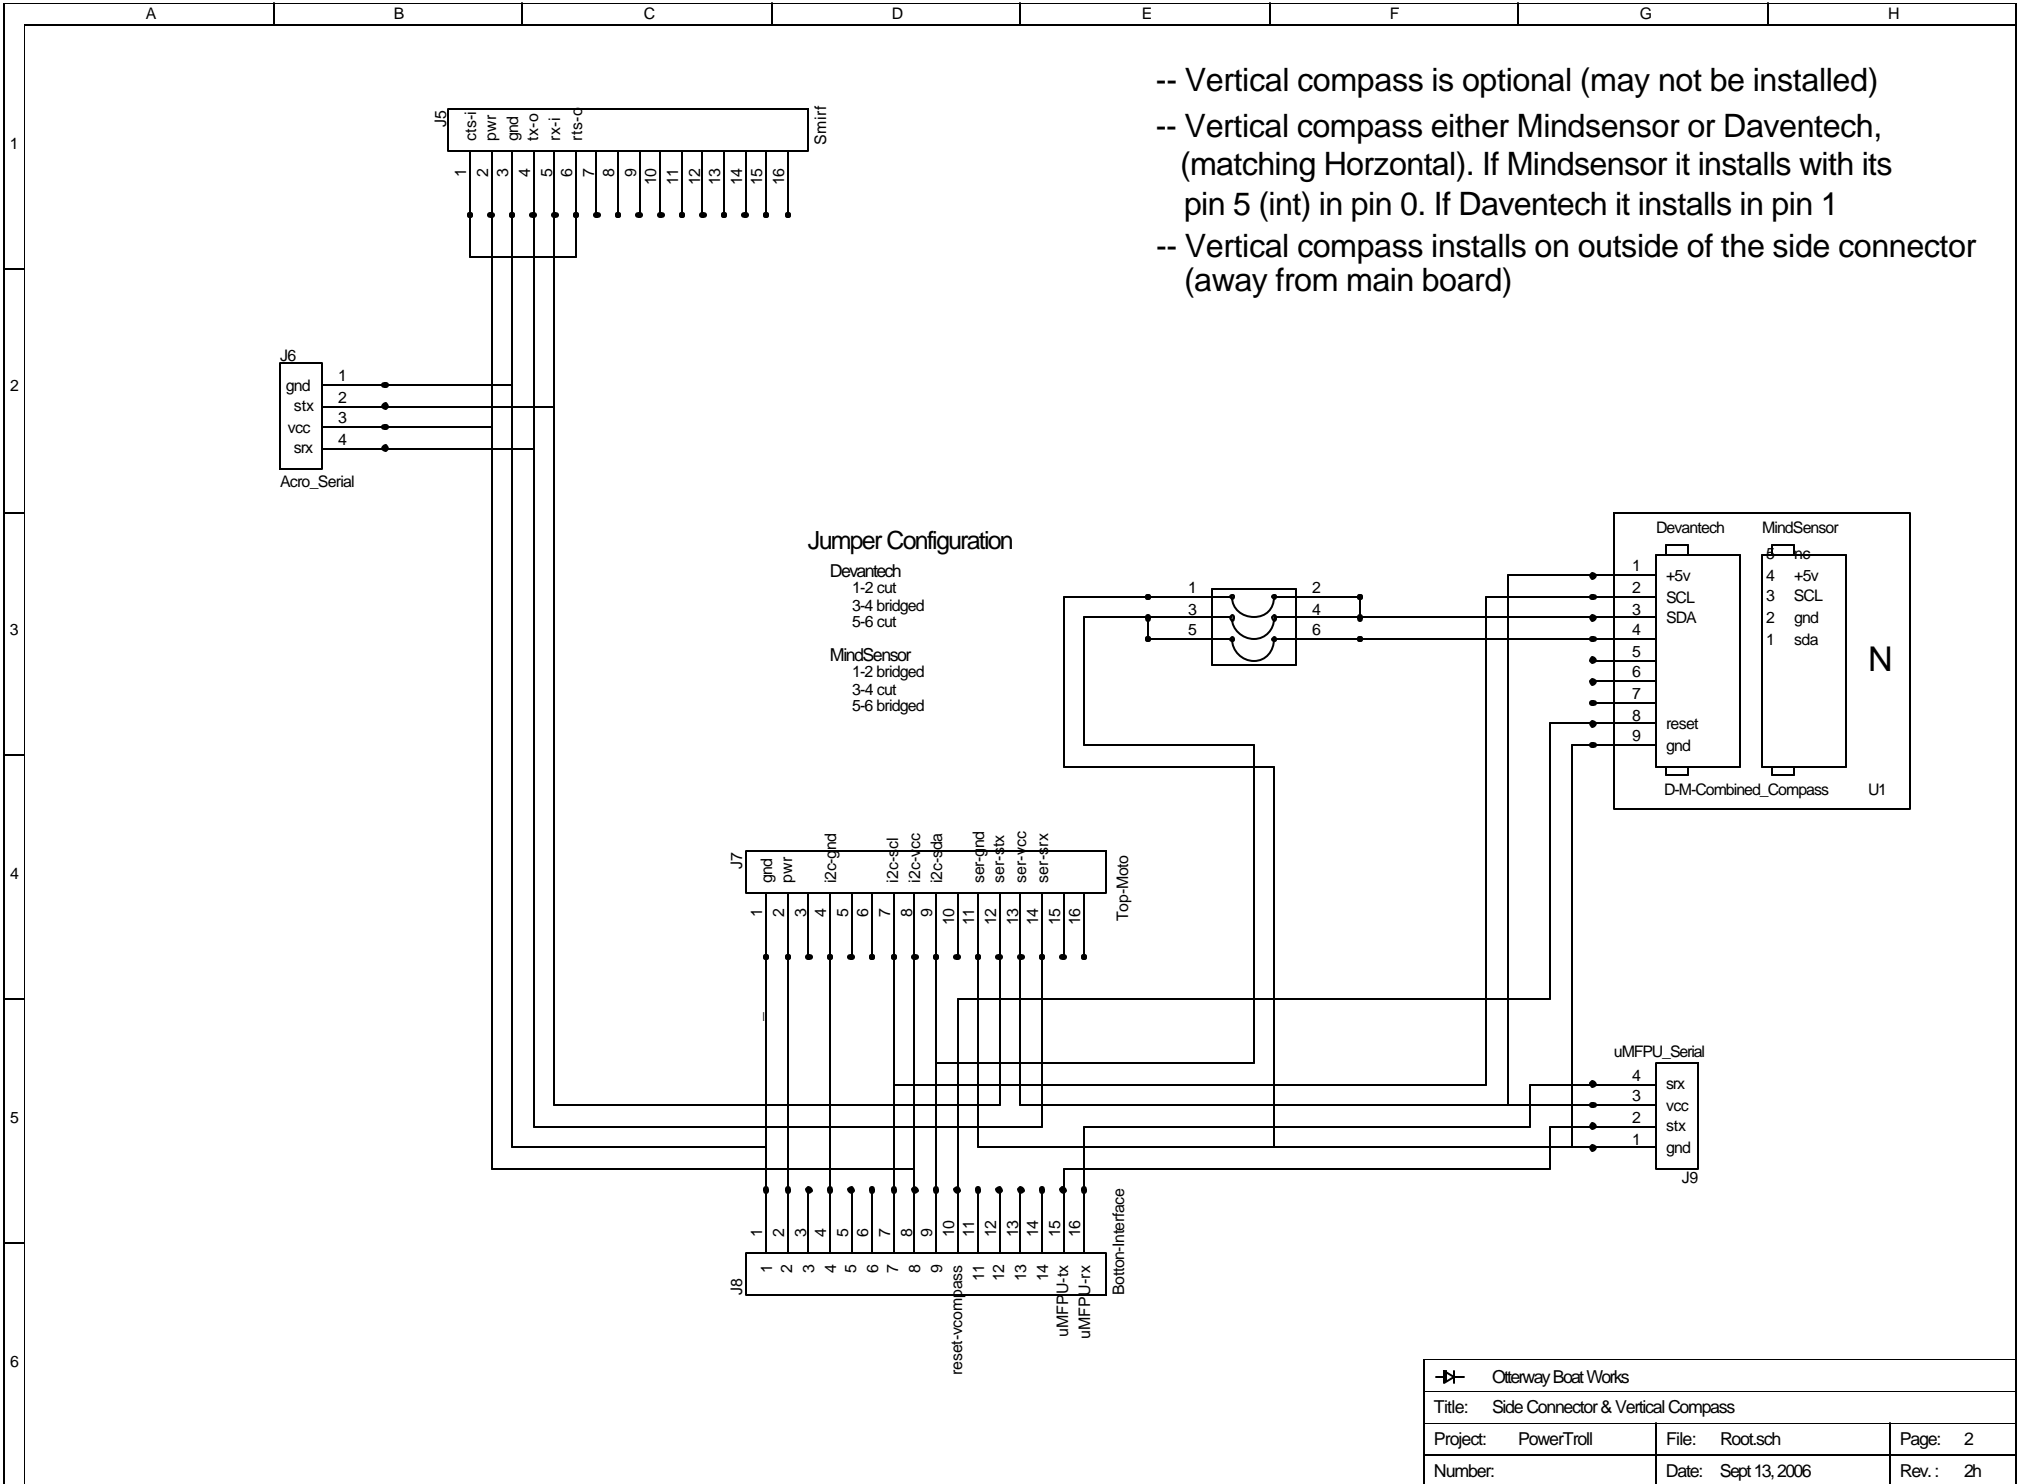 A B C D E F G H
1
2
3
4
5
6
-- Vertical compass is optional (may not be installed)
-- Vertical compass either Mindsensor or Daventech,
(matching Horzontal). If Mindsensor it installs with its
pin 5 (int) in pin 0. If Daventech it installs in pin 1
-- Vertical compass installs on outside of the side connector
(away from main board)
J5
cts-i
pwr
gnd
tx-o
rx-i
rts-o
Smirf
1 2 3 4 5 6 7 8 9 10 11 12 13 14 15 16
J6
gnd 1
stx 2
vcc 3
srx 4
Acro_Serial
Jumper Configuration
Devantech
1-2 cut
3-4 bridged
5-6 cut
MindSensor
1-2 bridged
3-4 cut
5-6 bridged
1 2
3 4
5 6
Devantech MindSensor
1 +5v
2 SCL
3 SDA
4
5
6
7
8 reset
9 gnd
5 nc
4 +5v
3 SCL
2 gnd
1 sda
N
D-M-Combined_Compass U1
J7
gnd
pwr
i2c-gnd
i2c-scl
i2c-vcc
i2c-sda
ser-gnd
ser-stx
ser-vcc
ser-srx
Top-Moto
1 2 3 4 5 6 7 8 9 10 11 12 13 14 15 16
uMFPU_Serial
4 srx
3 vcc
2 stx
1 gnd
J9
1 2 3 4 5 6 7 8 9 10 11 12 13 14 15 16
J8
1 2 3 4 5 6 7 8 9 reset-vcompass 11 12 13 14 uMFPU-tx uMFPU-rx
Botton-Interface
Otterway Boat Works
Title: Side Connector & Vertical Compass
Project: PowerTroll File: Root.sch Page: 2
Number: Date: Sept 13, 2006 Rev. : 2h